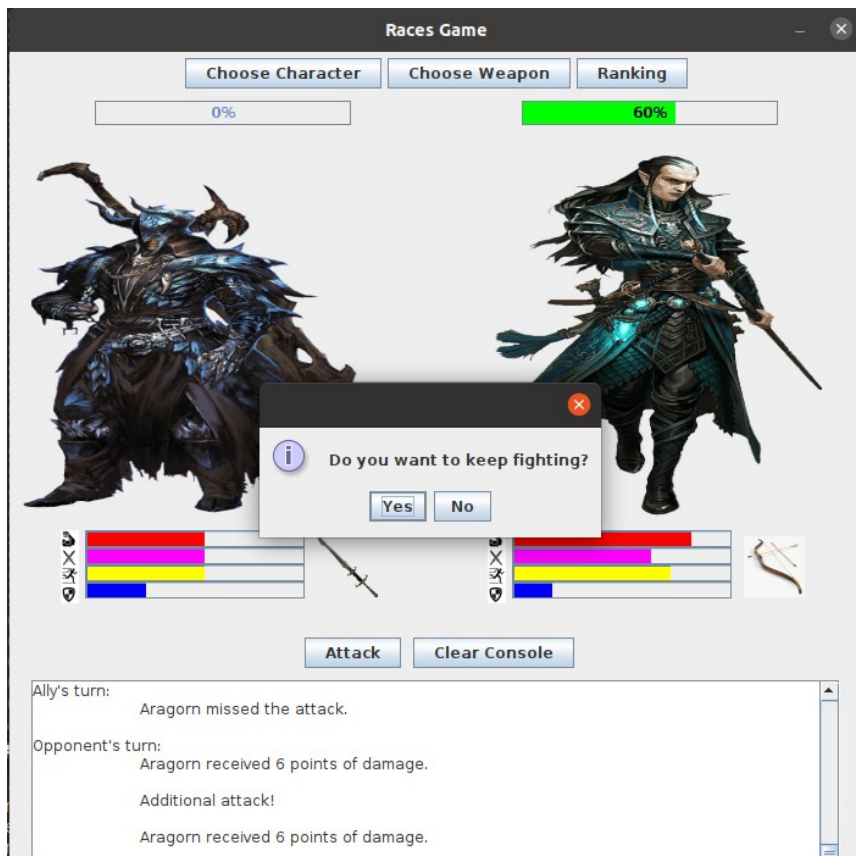 Races Game
Choose Character Choose Weapon Ranking
0% 60%
Do you want to keep fighting?
Yes No
Attack Clear Console
Ally's turn:
Aragorn missed the attack.
Opponent's turn:
Aragorn received 6 points of damage.
Additional attack!
Aragorn received 6 points of damage.